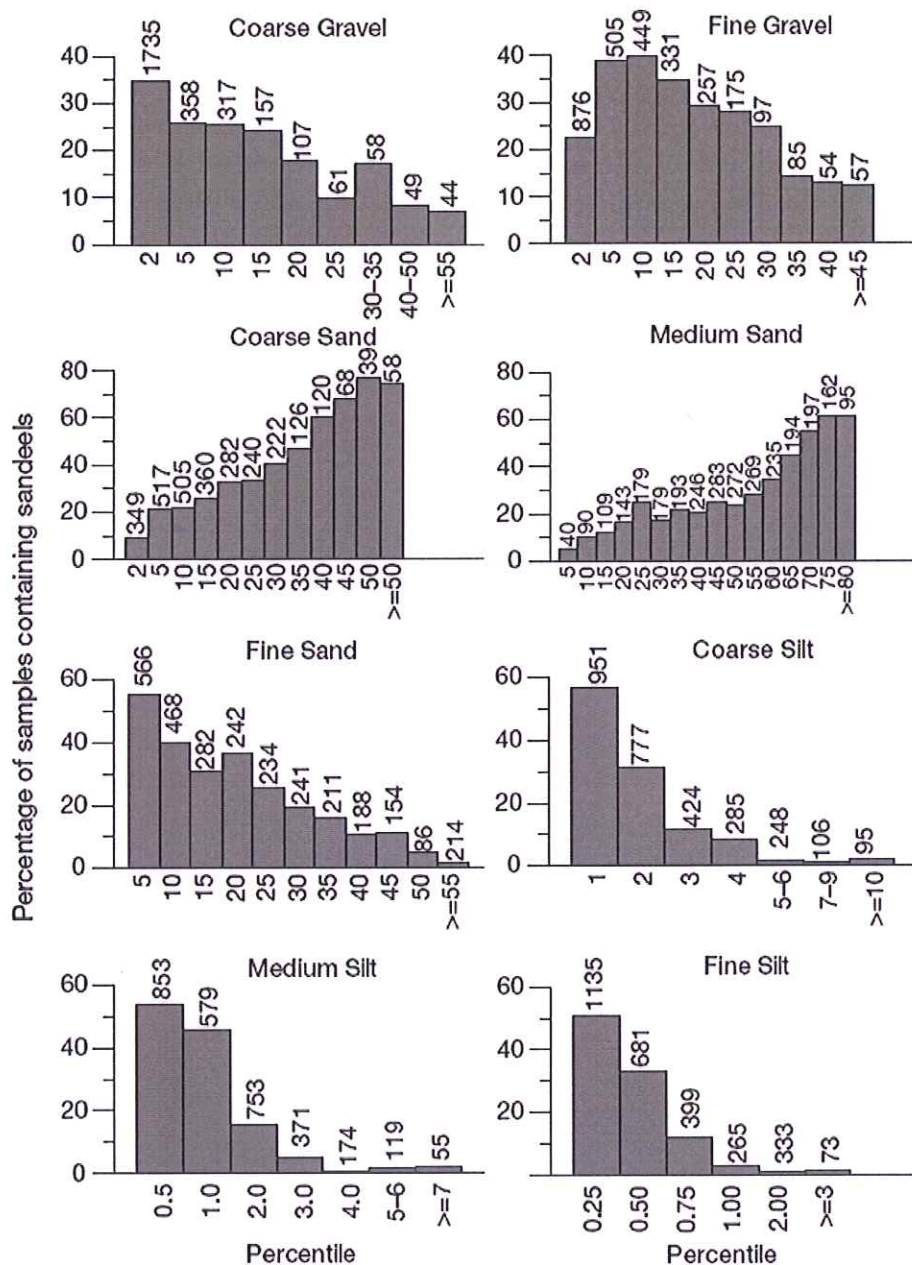 Percentage of samples containing sandeels
Coarse Gravel
40
30
20
10
0
1735 358 317 157 107 61 58 49 44
2 5 10 15 20 25 30–35 40–50 >=55
Fine Gravel
40
30
20
10
0
876 505 449 331 257 175 97 85 54 57
2 5 10 15 20 25 30 35 40 >=45
Coarse Sand
80
60
40
20
0
349 517 505 360 282 240 222 126 120 68 39 58
2 5 10 15 20 25 30 35 40 45 50 >=50
Medium Sand
80
60
40
20
0
40 90 109 143 179 179 193 246 283 272 269 235 194 197 162 95
5 10 15 20 25 30 35 40 45 50 55 60 65 70 75 >=80
Fine Sand
60
40
20
0
566 468 282 242 234 241 211 188 154 86 214
5 10 15 20 25 30 35 40 45 50 >=55
Coarse Silt
60
40
20
0
951 777 424 285 248 106 95
1 2 3 4 5–6 7–9 >=10
Medium Silt
60
40
20
0
853 579 753 371 174 119 55
0.5 1.0 2.0 3.0 4.0 5–6 >=7
Percentile
Fine Silt
60
40
20
0
1135 681 399 265 333 73
0.25 0.50 0.75 1.00 2.00 >=3
Percentile